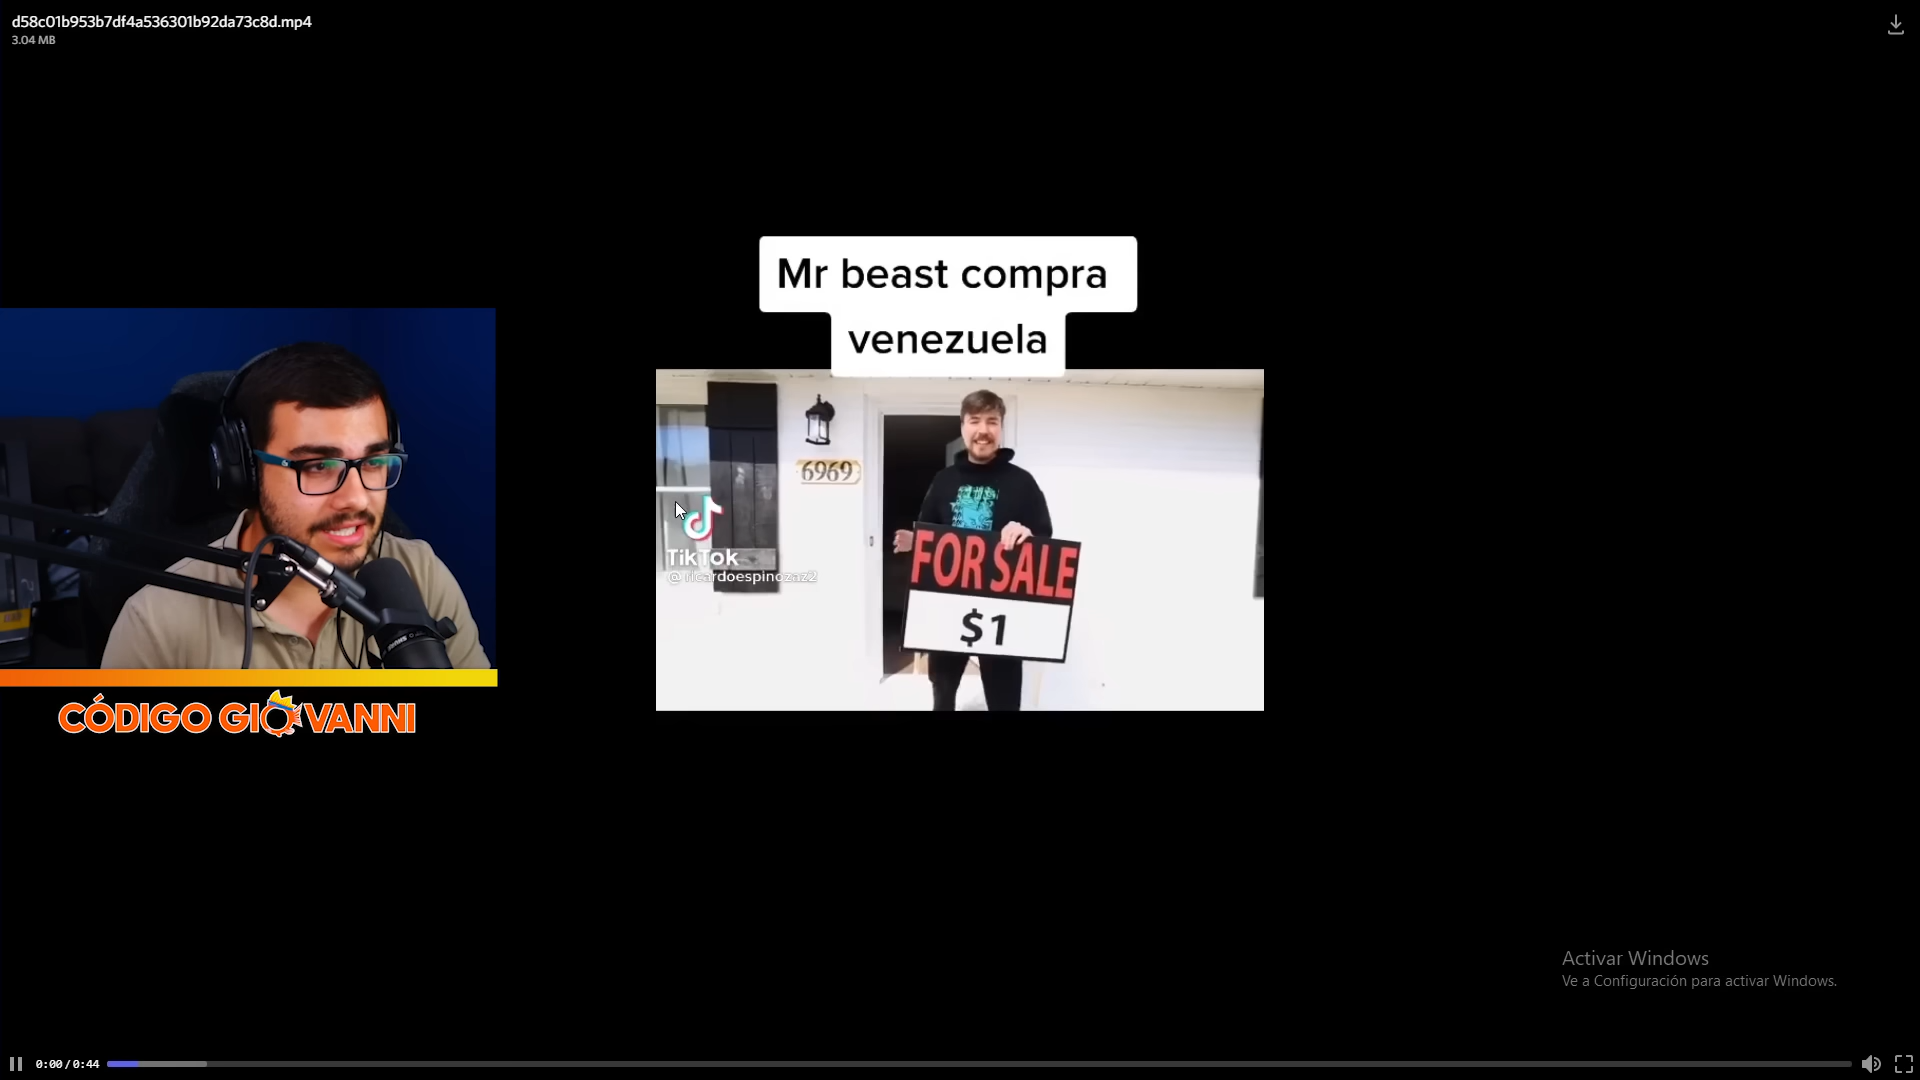 d58c01b953b7df4a536301b92da73c8d.mp4
3.04 MB
Mr beast compra
venezuela
6969
TikTok
@ ricardoespinozaz2
FOR SALE
$1
CÓDIGO GIOVANNI
Activar Windows
Ve a Configuración para activar Windows.
0:00/0:44